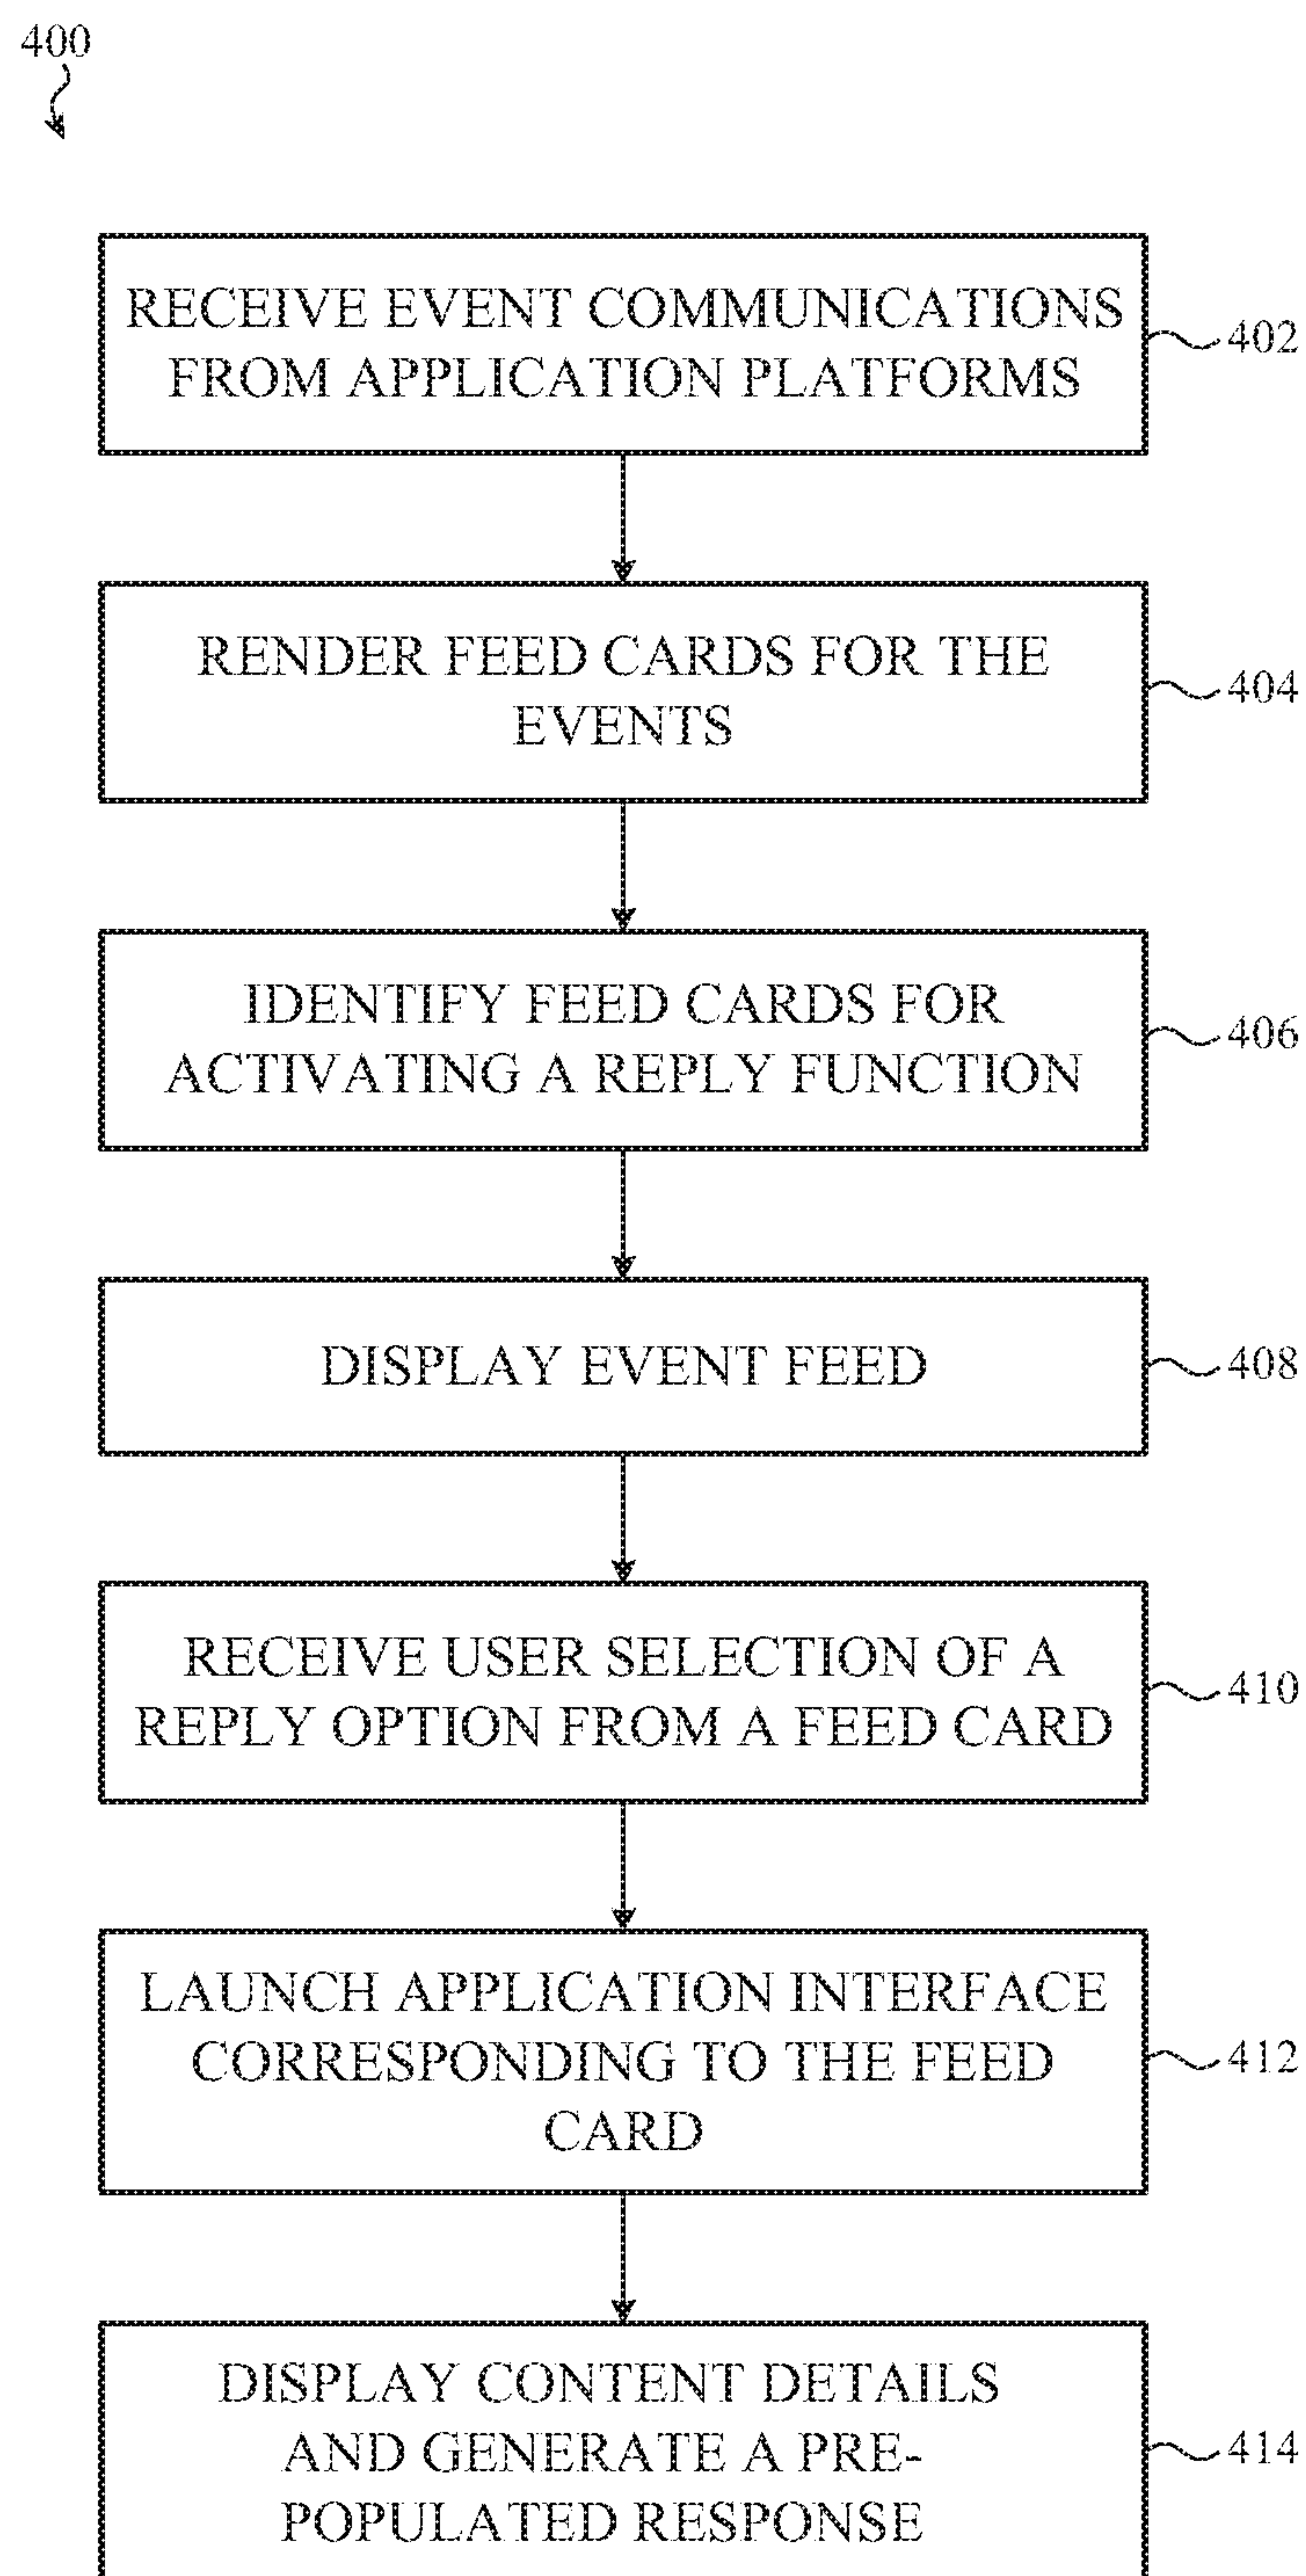 400
RECEIVE EVENT COMMUNICATIONS
FROM APPLICATION PLATFORMS
402
RENDER FEED CARDS FOR THE
EVENTS
404
IDENTIFY FEED CARDS FOR
ACTIVATING A REPLY FUNCTION
406
DISPLAY EVENT FEED
408
RECEIVE USER SELECTION OF A
REPLY OPTION FROM A FEED CARD
410
LAUNCH APPLICATION INTERFACE
CORRESPONDING TO THE FEED
CARD
412
DISPLAY CONTENT DETAILS
AND GENERATE A PRE-
POPULATED RESPONSE
414